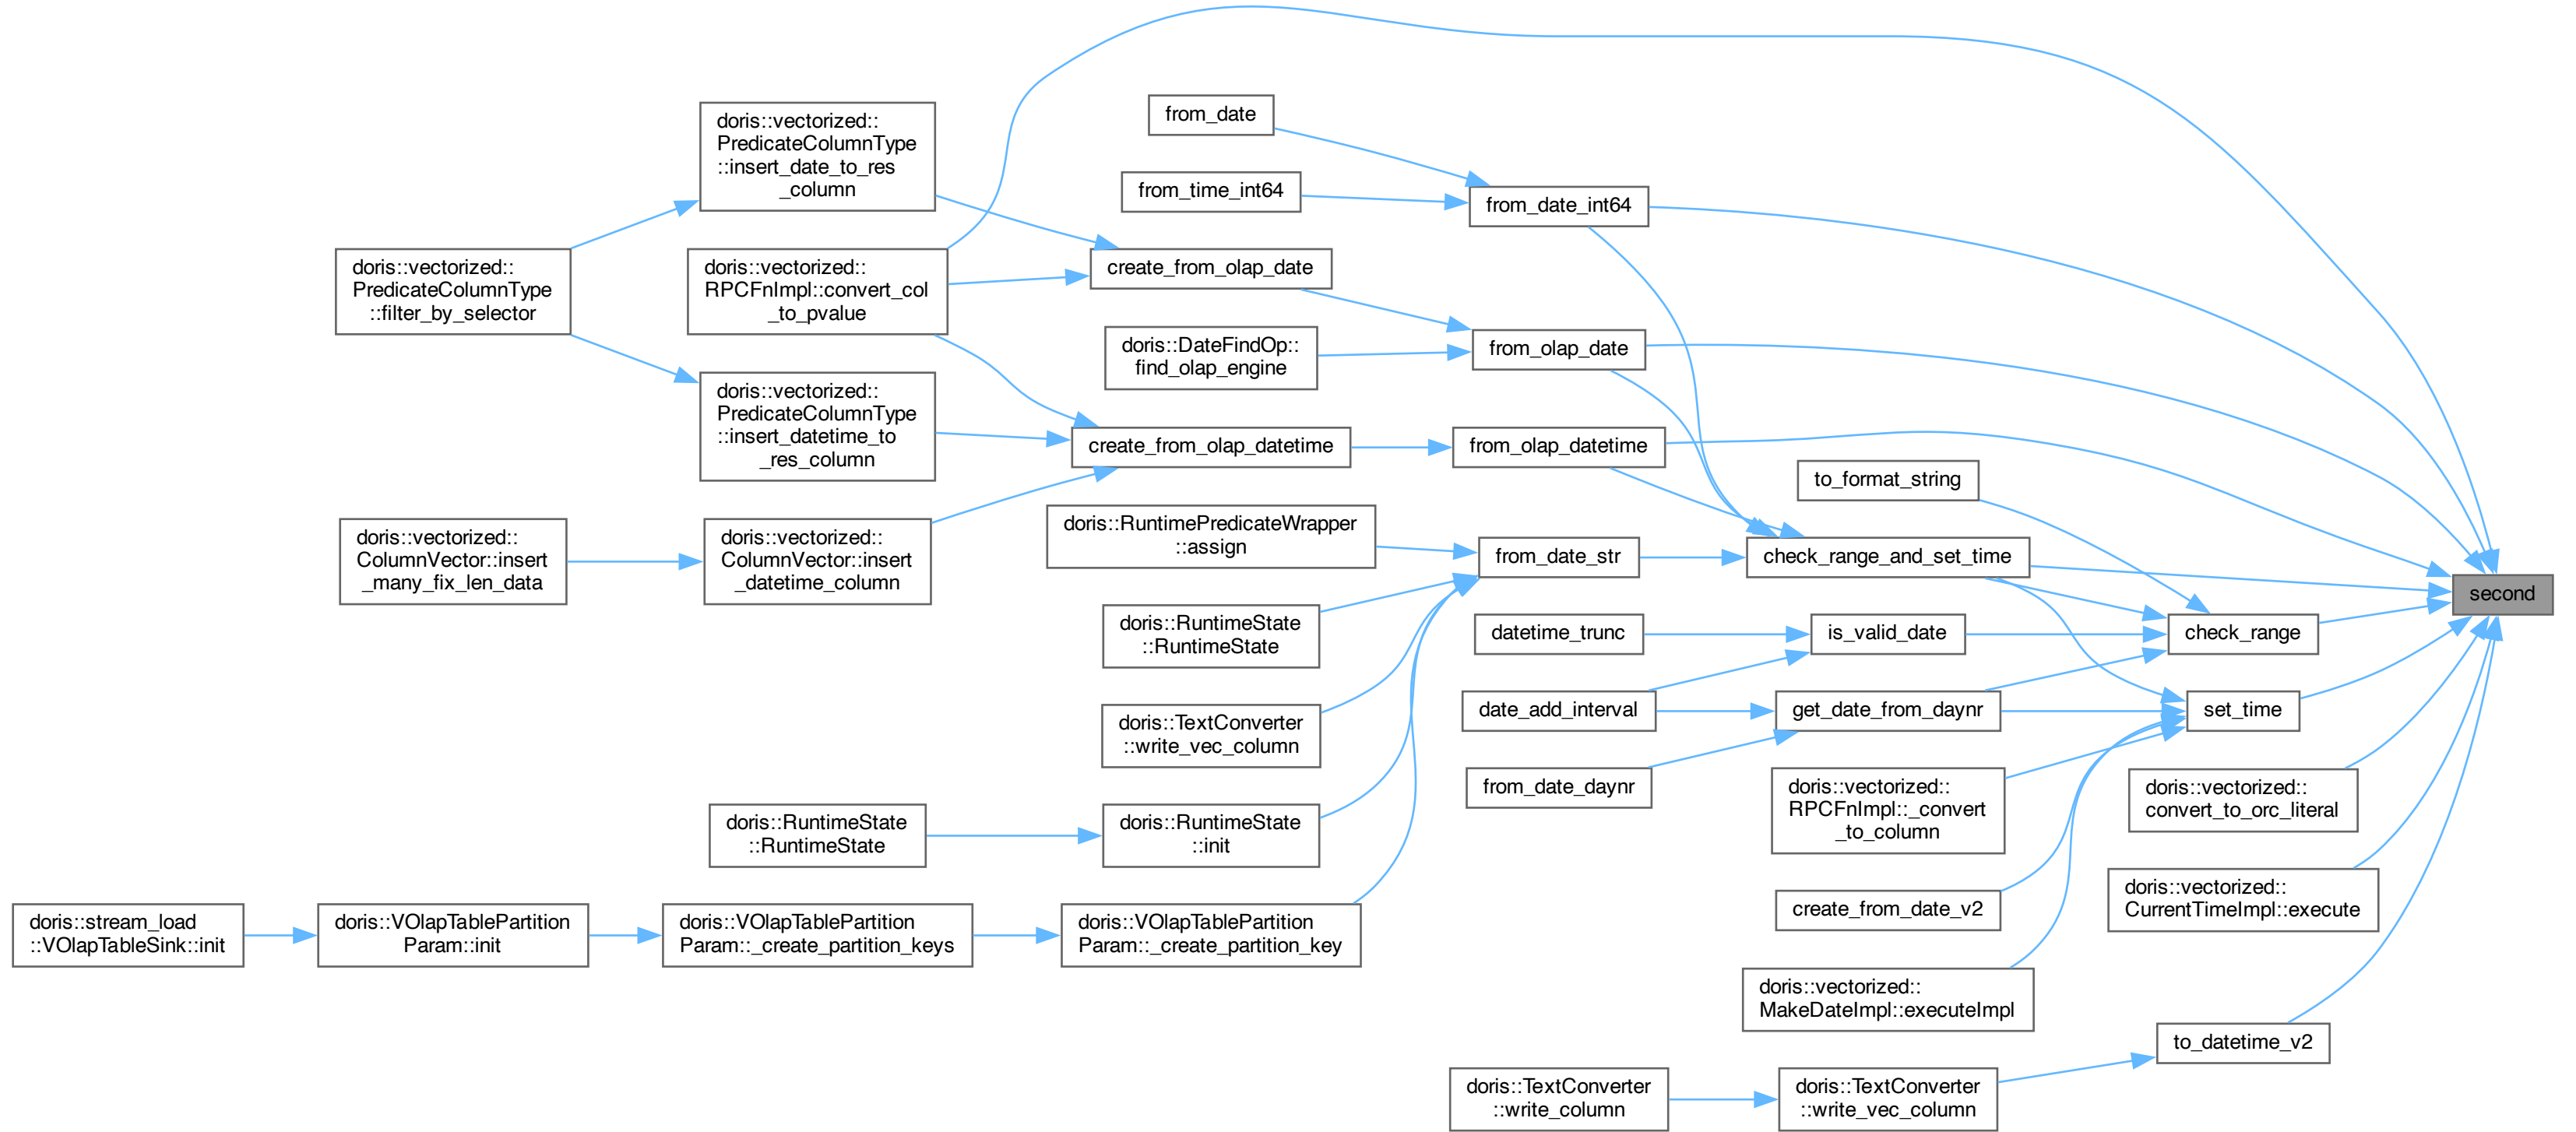 doris::vectorized::
PredicateColumnType
::insert_date_to_res
_column
from_date
from_time_int64
from_date_int64
doris::vectorized::
PredicateColumnType
::filter_by_selector
doris::vectorized::
RPCFnImpl::convert_col
_to_pvalue
create_from_olap_date
doris::DateFindOp::
find_olap_engine
from_olap_date
doris::vectorized::
PredicateColumnType
::insert_datetime_to
_res_column
create_from_olap_datetime
from_olap_datetime
to_format_string
doris::vectorized::
ColumnVector::insert
_many_fix_len_data
doris::vectorized::
ColumnVector::insert
_datetime_column
doris::RuntimePredicateWrapper
::assign
from_date_str
check_range_and_set_time
second
doris::RuntimeState
::RuntimeState
datetime_trunc
is_valid_date
check_range
doris::TextConverter
::write_vec_column
date_add_interval
get_date_from_daynr
set_time
from_date_daynr
doris::vectorized::
RPCFnImpl::_convert
_to_column
doris::vectorized::
convert_to_orc_literal
doris::RuntimeState
::RuntimeState
doris::RuntimeState
::init
create_from_date_v2
doris::vectorized::
CurrentTimeImpl::execute
doris::stream_load
::VOlapTableSink::init
doris::VOlapTablePartition
Param::init
doris::VOlapTablePartition
Param::_create_partition_keys
doris::VOlapTablePartition
Param::_create_partition_key
doris::vectorized::
MakeDateImpl::executeImpl
to_datetime_v2
doris::TextConverter
::write_column
doris::TextConverter
::write_vec_column